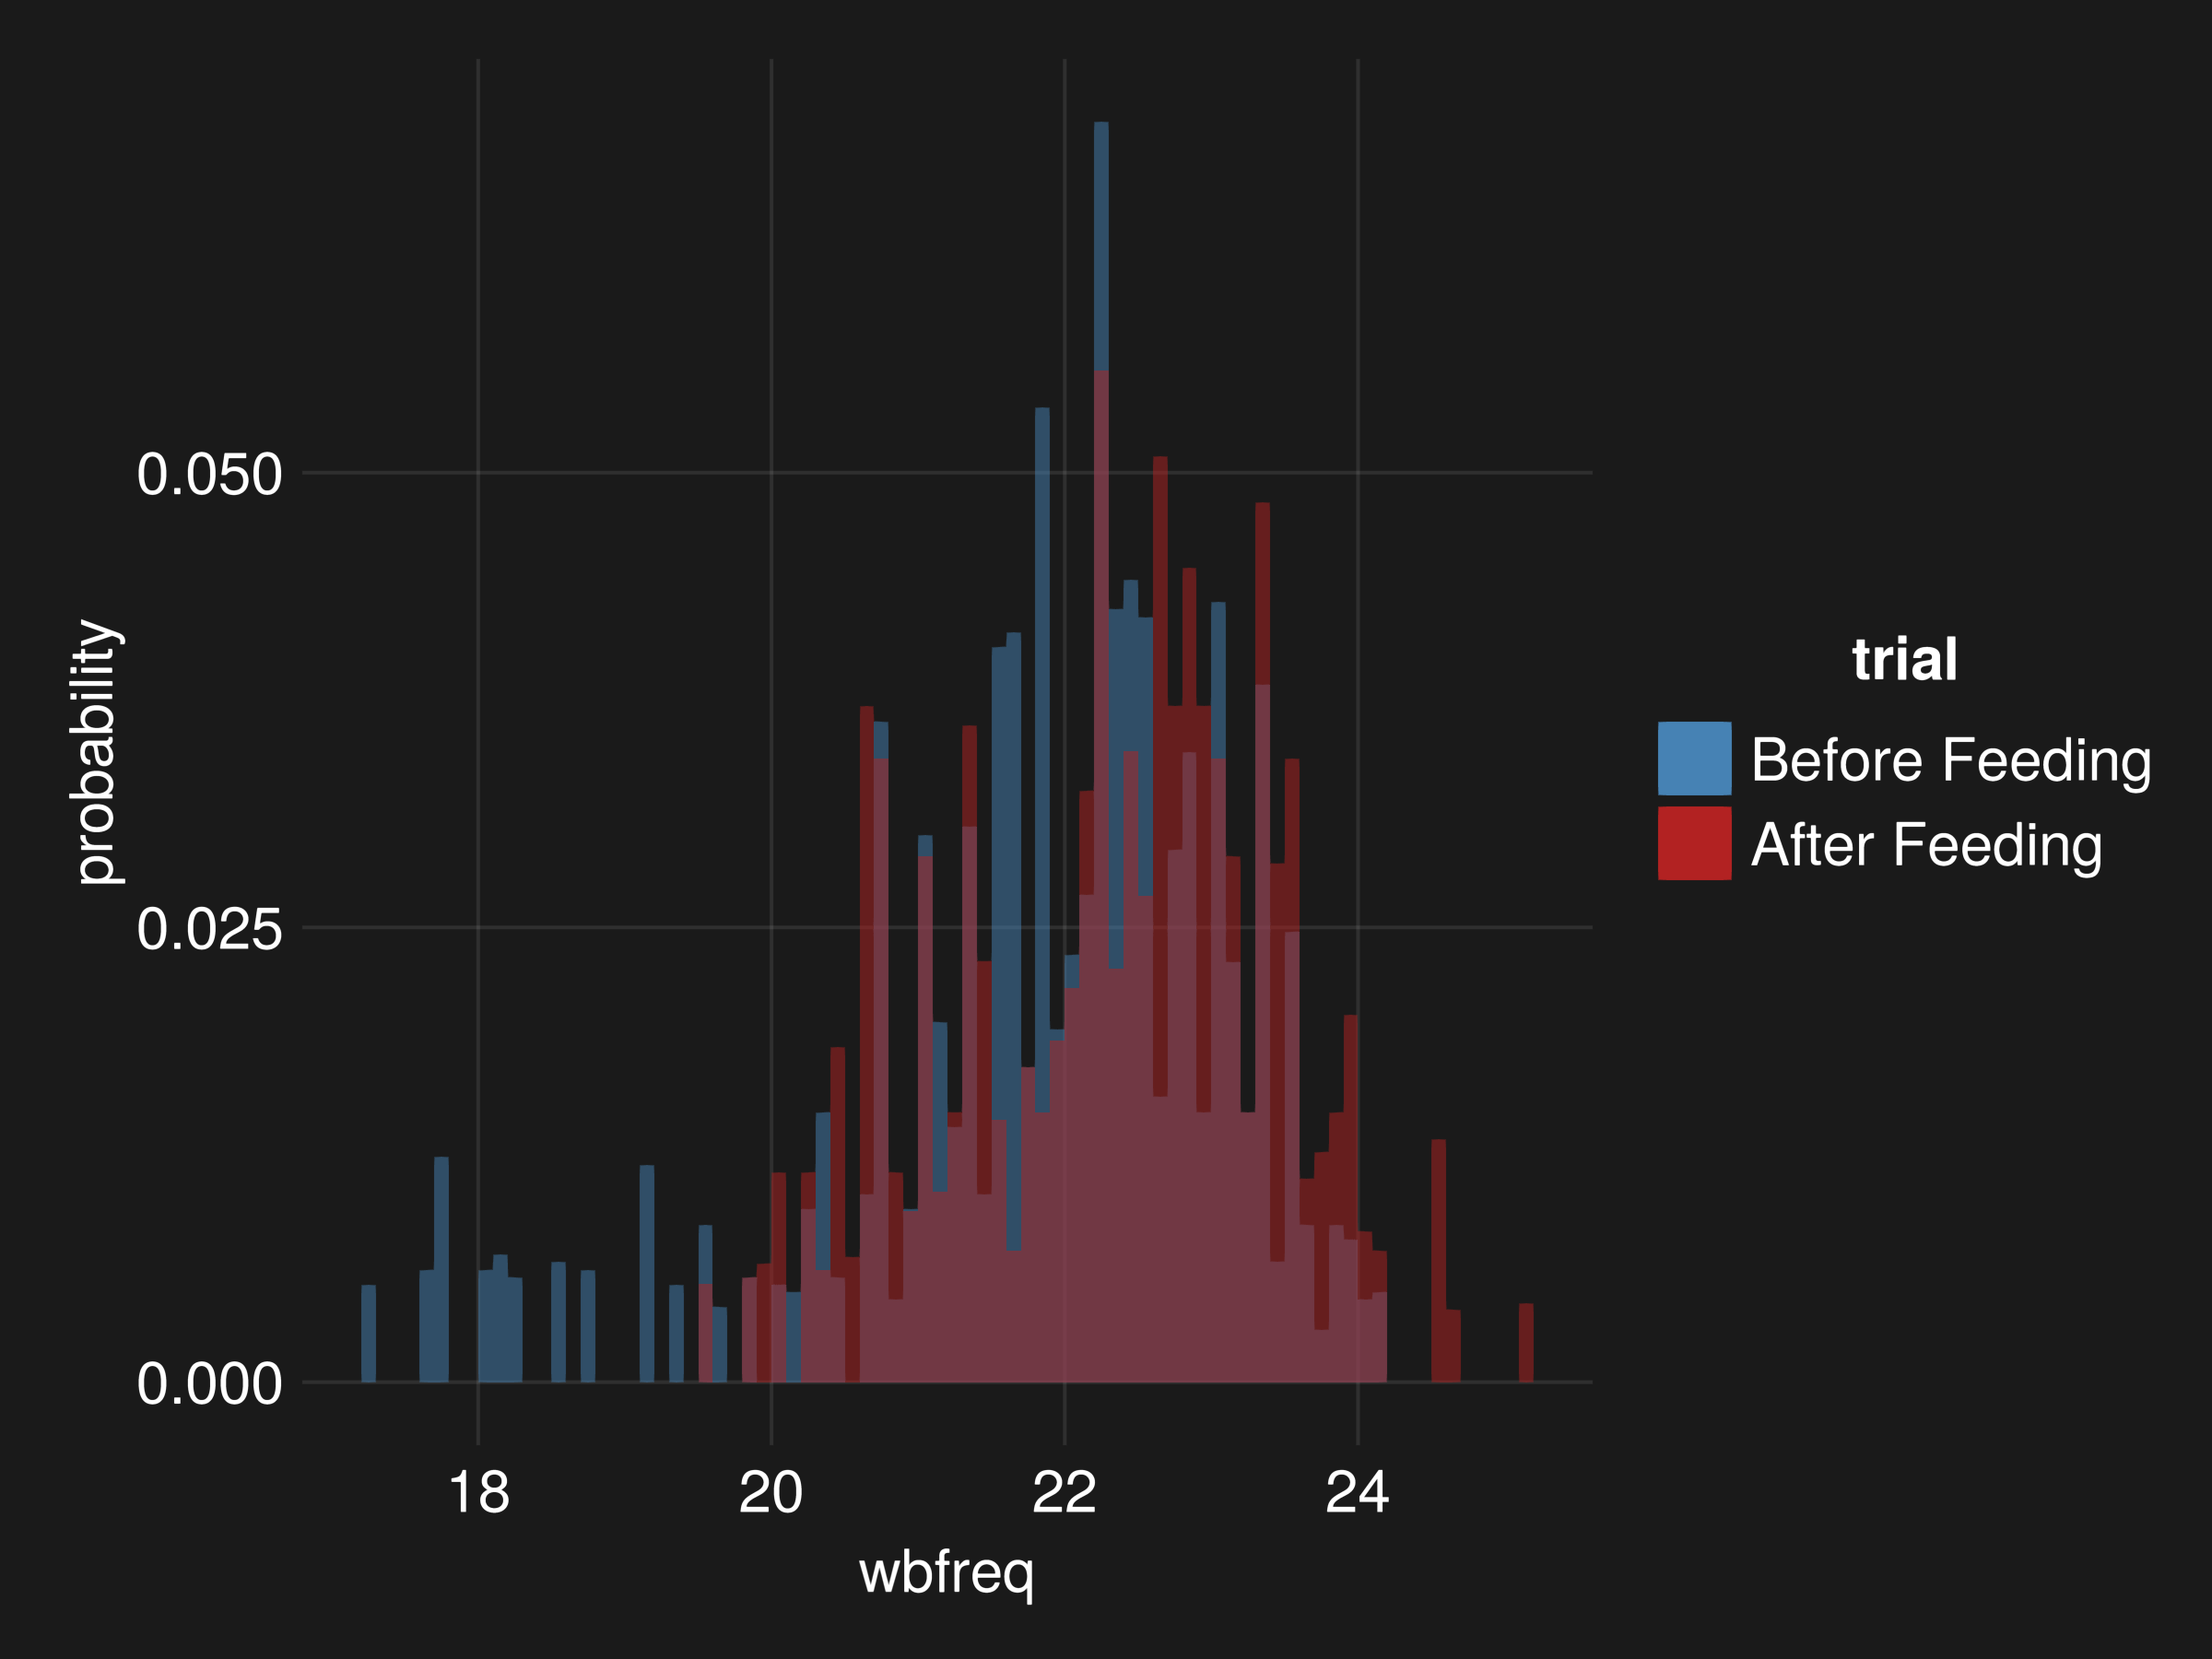 0.050
0.025
0.000
probability
18
20
22
24
wbfreq
trial
Before Feeding
After Feeding